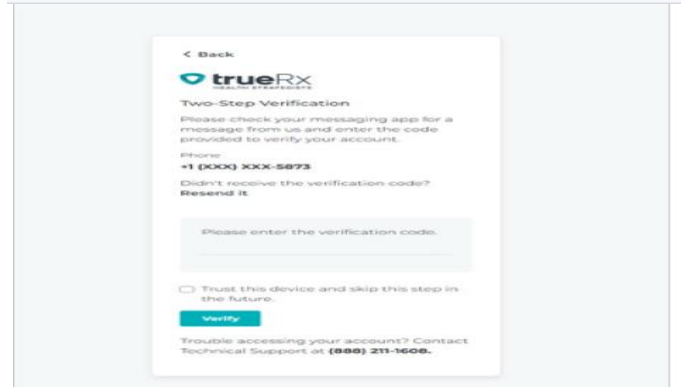 < Back
trueRx
HEALTH STRATEGISTS
Two-Step Verification
Please check your messaging app for a
message from us and enter the code
provided to verify your account.
Phone
+1 (XXX) XXX-5873
Didn't receive the verification code?
Resend it
Please enter the verification code.
Trust this device and skip this step in
the future.
Verify
Trouble accessing your account? Contact
Technical Support at (888) 211-1608.